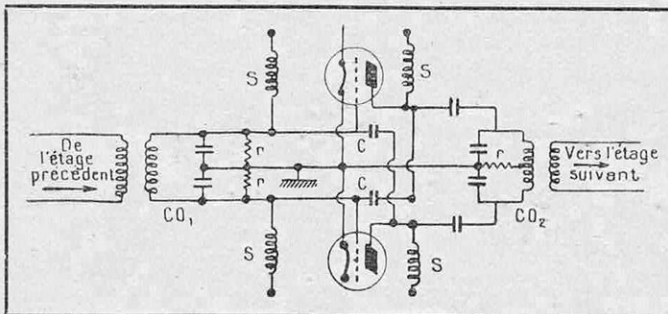 S
S
De
l'étage
précédent
C
r
r
C
r
Vers l'étage
suivant
CO1
CO2
S
S